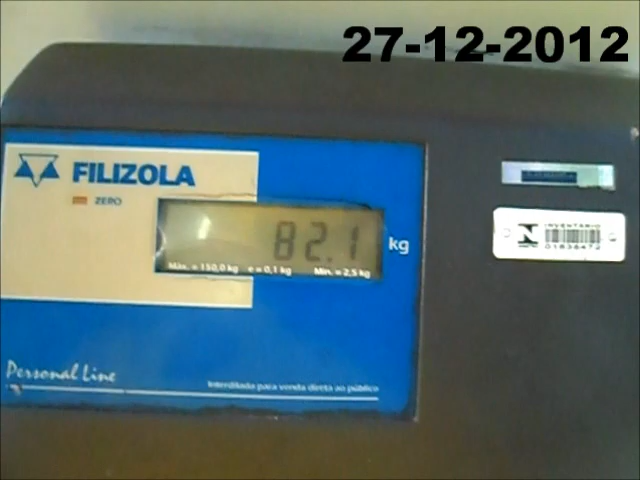 27-12-2012
FILIZOLA
ZERO
82.1 kg
Máx. = 150,0 kg e = 0,1 kg Min. = 2,5 kg
INVENTÁRIO
N
Personal Line
Interditado para venda direta ao público